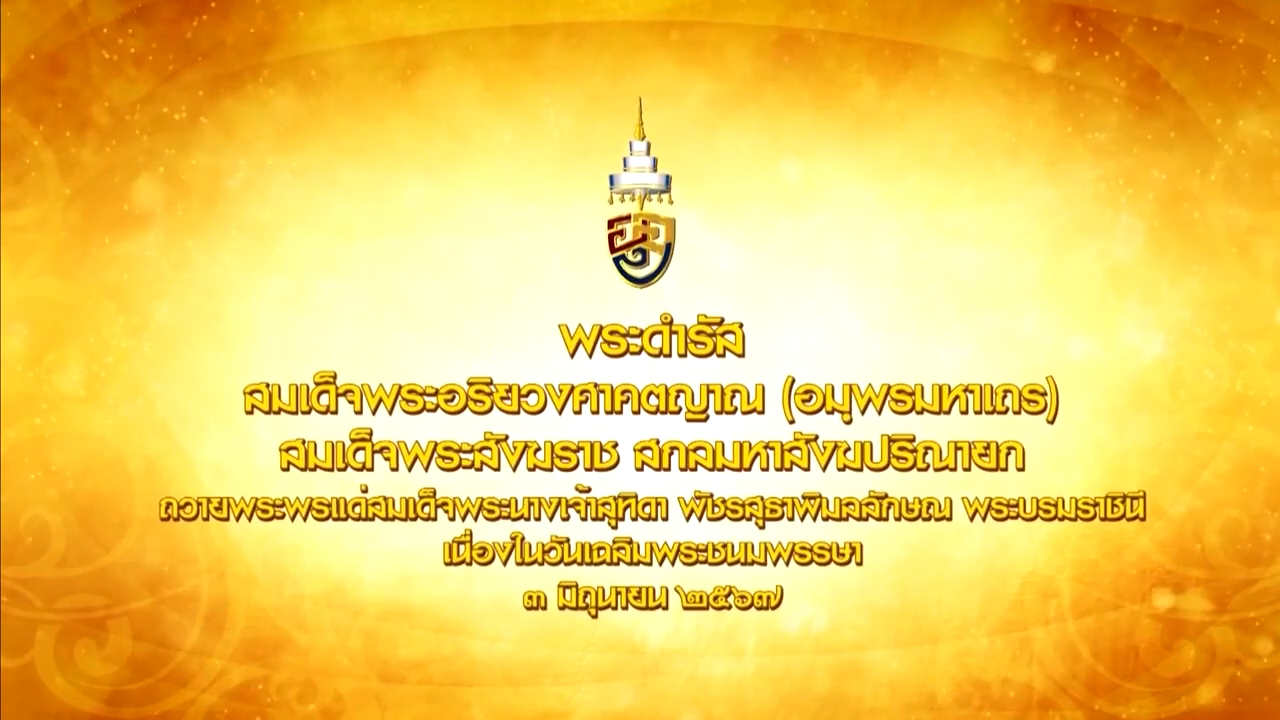 พระดำรัส
สมเด็จพระอริยวงศาคตญาณ (อมฺพรมหาเถร)
สมเด็จพระสังฆราช สกลมหาสังฆปริณายก
ถวายพระพรแด่สมเด็จพระนางเจ้าสุทิดา พัชรสุธาพิมลลักษณ พระบรมราชินี
เนื่องในวันเฉลิมพระชนมพรรษา
๓ มิถุนายน ๒๕๖๗